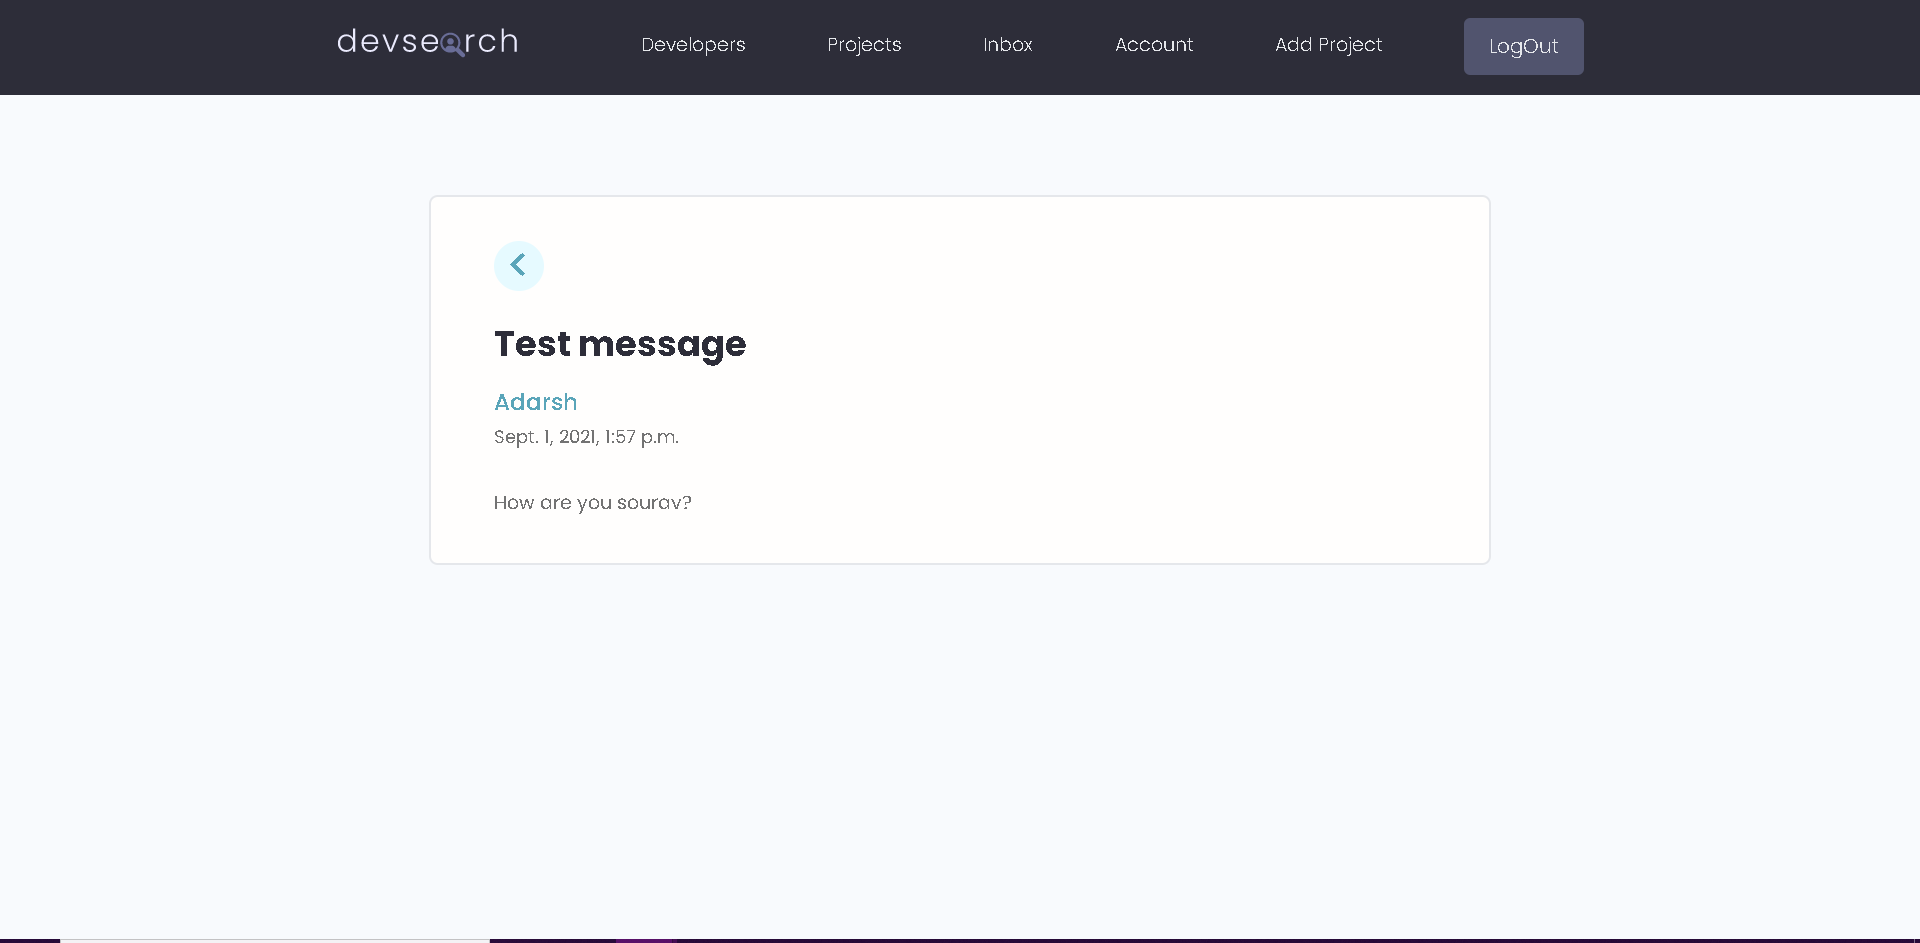 devsearch
Developers
Projects
Inbox
Account
Add Project
LogOut
Test message
Adarsh
Sept. 1, 2021, 1:57 p.m.
How are you sourav?